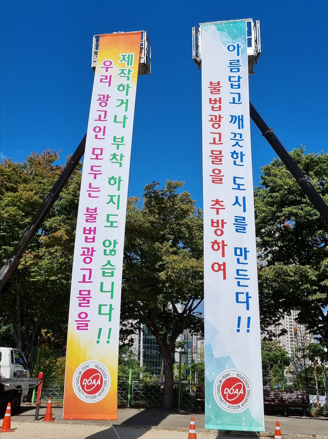 우리 광고인 모두는 불법광고물을
제작하거나 부착하지도 않습니다!!
DOAA
불법광고물을 추방하여
아름답고 깨끗한 도시를 만든다!!
DOAA